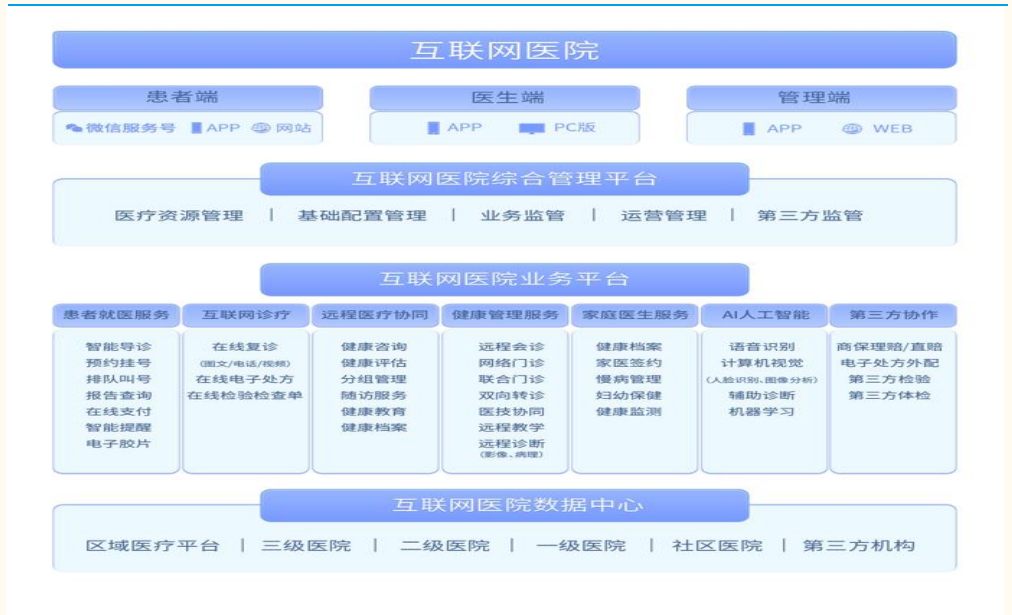 互联网医院
患者端
微信服务号 APP 网站
医生端
APP PC版
管理端
APP WEB
互联网医院综合管理平台
医疗资源管理 | 基础配置管理 | 业务监管 | 运营管理 | 第三方监管
互联网医院业务平台
患者就医服务
智能导诊
预约挂号
排队叫号
报告查询
在线支付
智能提醒
电子胶片
互联网诊疗
在线复诊
(图文/电话/视频)
在线电子处方
在线检验检查单
远程医疗协同
健康咨询
健康评估
分组管理
随访服务
健康教育
健康档案
健康管理服务
远程会诊
网络门诊
联合门诊
双向转诊
医技协同
远程教学
远程诊断
(影像、病理)
家庭医生服务
健康档案
家医签约
慢病管理
妇幼保健
健康监测
AI人工智能
语音识别
计算机视觉
(人脸识别、图像分析)
辅助诊断
机器学习
第三方协作
商保理赔/直赔
电子处方外配
第三方检验
第三方体检
互联网医院数据中心
区域医疗平台 | 三级医院 | 二级医院 | 一级医院 | 社区医院 | 第三方机构